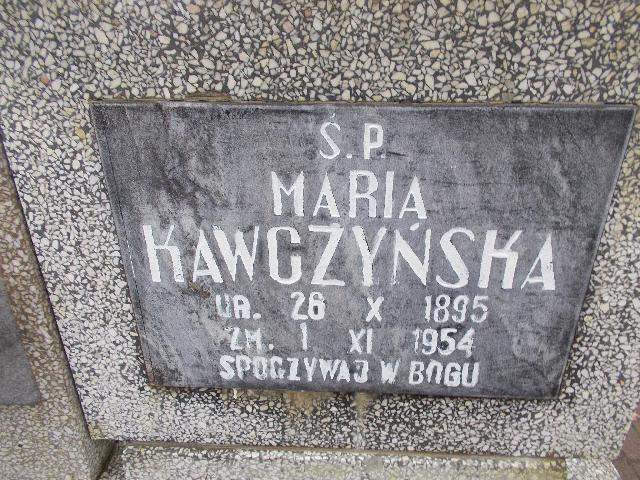 Ś. P.
MARIA
KAWCZYŃSKA
UR. 26 X 1895
ZM. 1 XI 1954
SPOCZYWAJ W BOGU